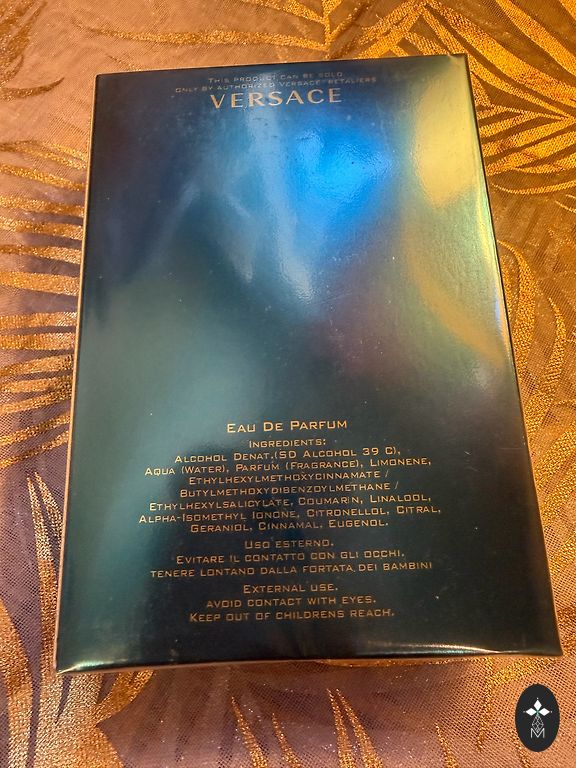 THIS PRODUCT CAN BE SOLD
ONLY BY AUTHORIZED VERSACE RETALIERS
VERSACE
EAU DE PARFUM
INGREDIENTS:
ALCOHOL DENAT.(SD ALCOHOL 39 C),
AQUA (WATER), PARFUM (FRAGRANCE), LIMONENE,
ETHYLHEXYLMETHOXYCINNAMATE /
BUTYLMETHOXYDIBENZOYLMETHANE /
ETHYLHEXYLSALICYLATE, COUMARIN, LINALOOL,
ALPHA-ISOMETHYL IONONE, CITRONELLOL, CITRAL,
GERANIOL, CINNAMAL, EUGENOL.
USO ESTERNO.
EVITARE IL CONTATTO CON GLI OCCHI.
TENERE LONTANO DALLA FORTATA DEI BAMBINI
EXTERNAL USE.
AVOID CONTACT WITH EYES.
KEEP OUT OF CHILDRENS REACH.